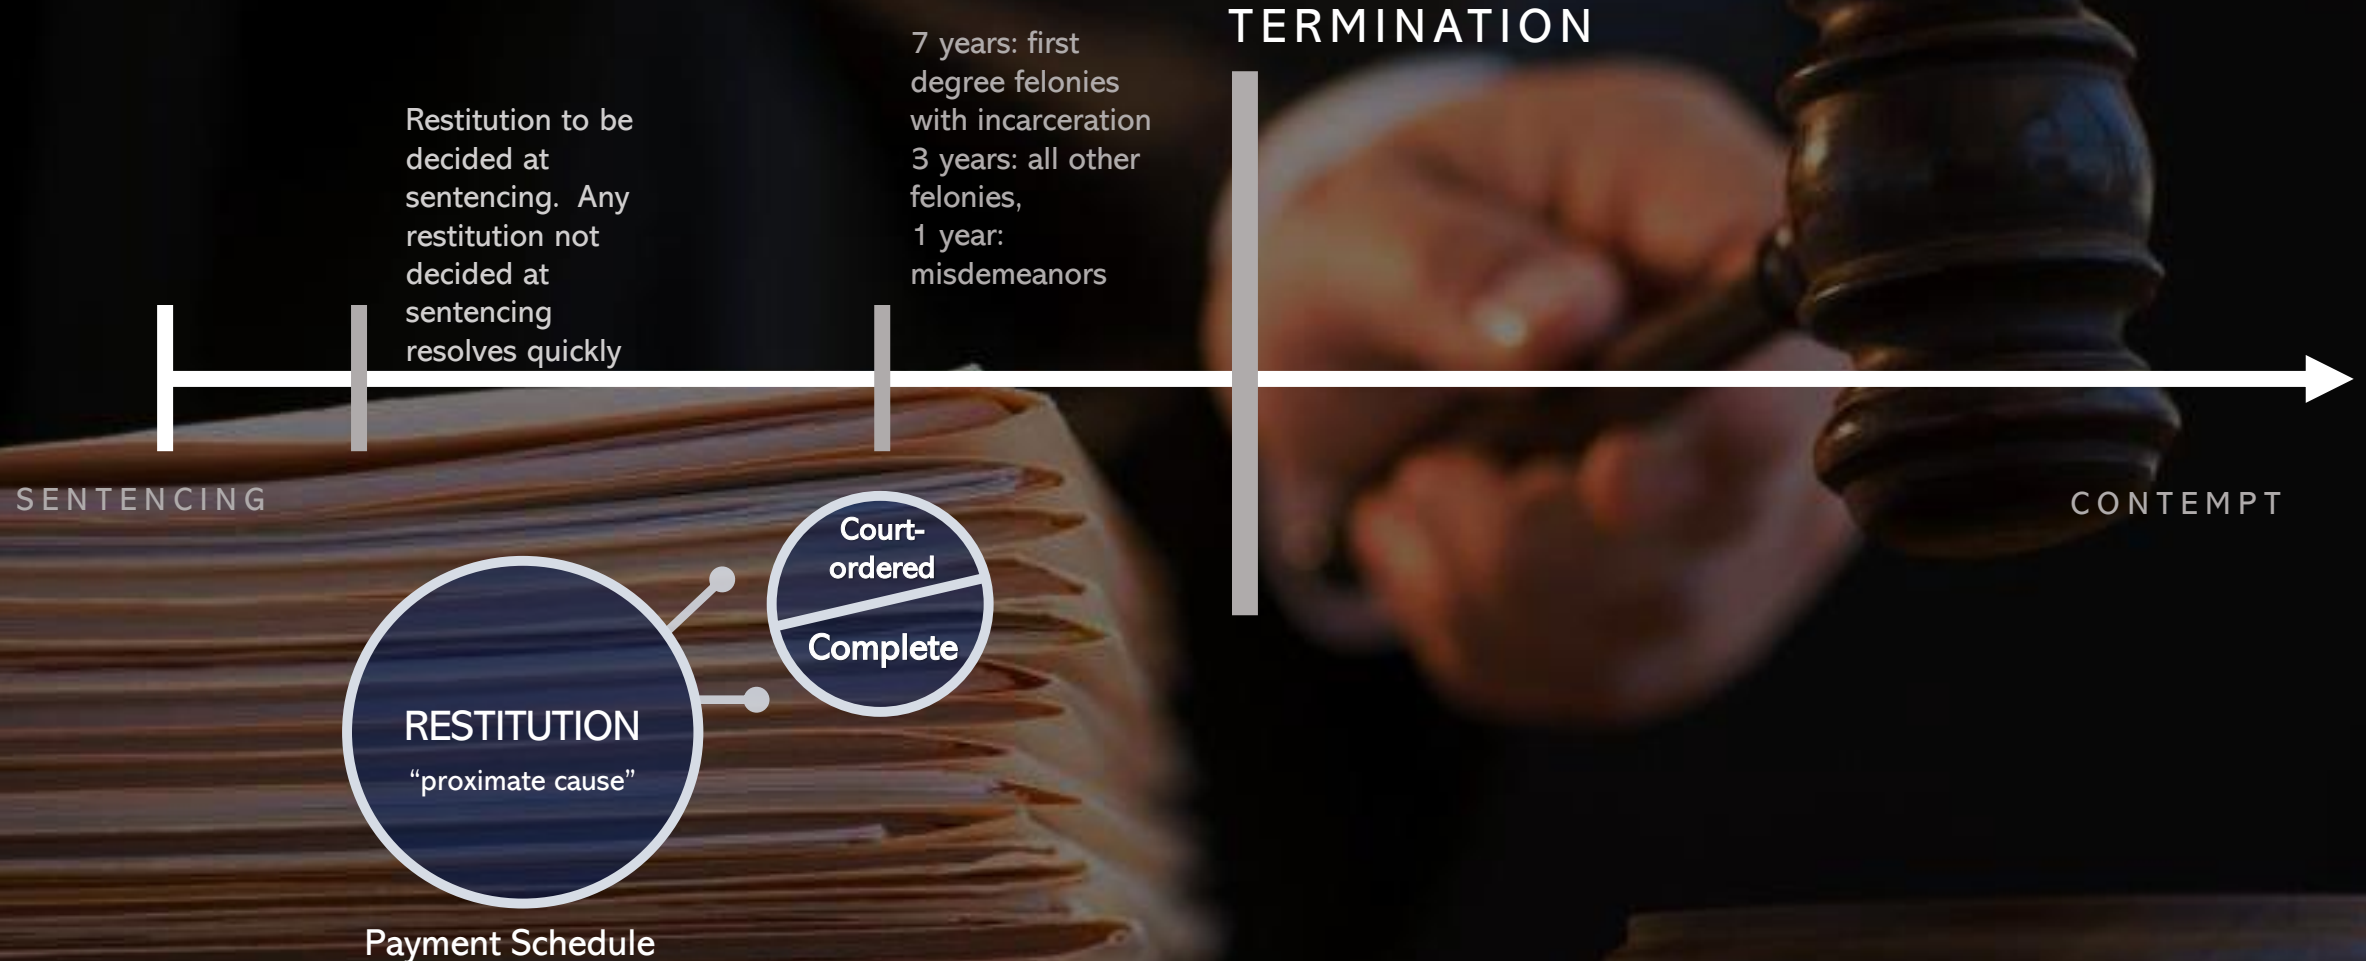 TERMINATION
7 years: first
degree felonies
with incarceration
3 years: all other
felonies,
1 year:
misdemeanors
Restitution to be
decided at
sentencing.  Any
restitution not
decided at
sentencing
resolves quickly
SENTENCING
CONTEMPT
Court-
ordered
Complete
RESTITUTION
“proximate cause”
Payment Schedule